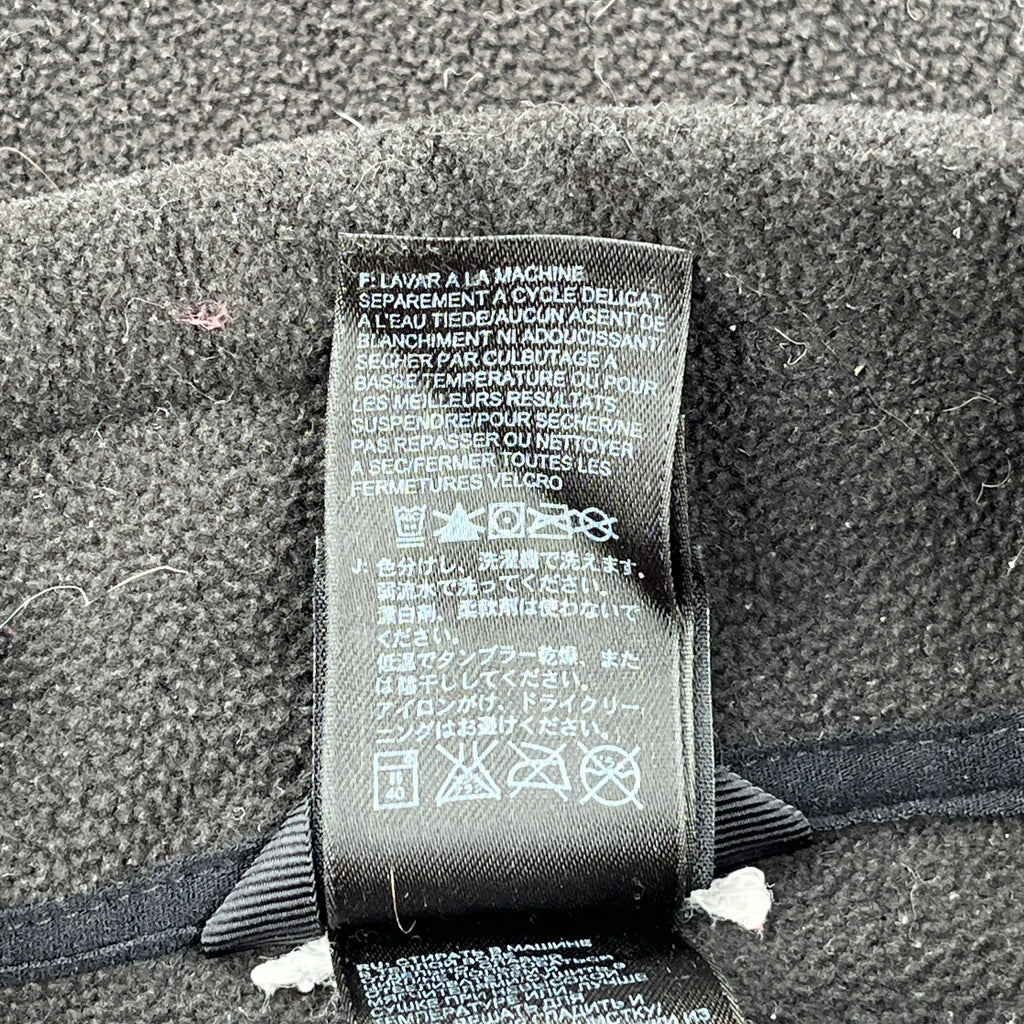 F: LAVAR A LA MACHINE
SEPAREMENT A CYCLE DELICAT
A L'EAU TIEDE/AUCUN AGENT DE
BLANCHIMENT NI ADOUCISSANT
SECHER PAR CULBUTAGE A
BASSE TEMPERATURE OU POUR
LES MEILLEURS RESULTATS
SUSPENDRE/POUR SECHER/NE
PAS REPASSER OU NETTOYER
A SEC/FERMER TOUTES LES
FERMETURES VELCRO
J: 色分けし、洗濯機で洗えます。
弱流水で洗ってください。
漂白剤、柔軟剤は使わないで
ください。
低温でタンブラー乾燥、また
は陰干ししてください。
アイロンがけ、ドライクリー
ニングはお避けください。
40
В МАШИНЕ
ЛУЧШЕ
СУШКЕ ПРИ
И ДЛЯ